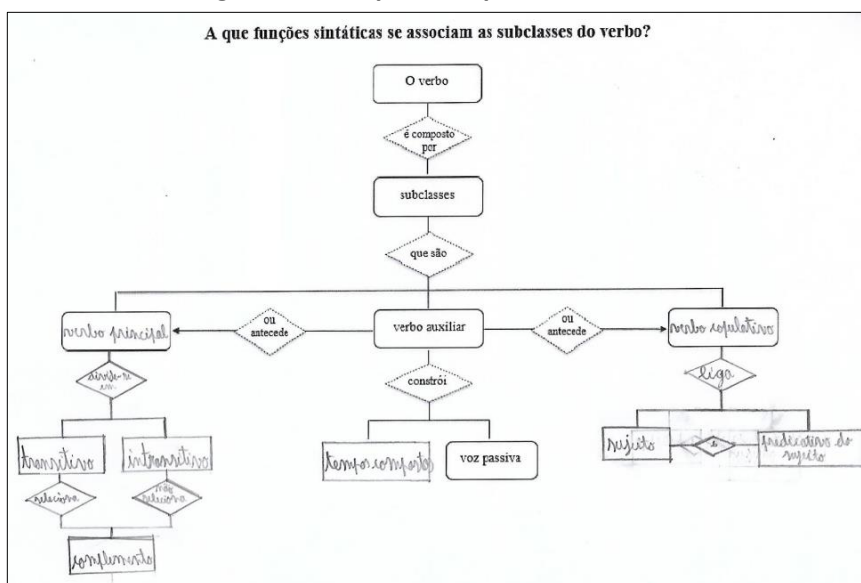 A que funções sintáticas se associam as subclasses do verbo?
O verbo
é composto
por
subclasses
que são
verbo principal
ou
antecede
verbo auxiliar
ou
antecede
verbo copulativo
divide-se
em
constrói
liga
transitivo
intransitivo
tempos compostos
voz passiva
sujeito
e
predicativo do
sujeito
seleciona
não
seleciona
complemento